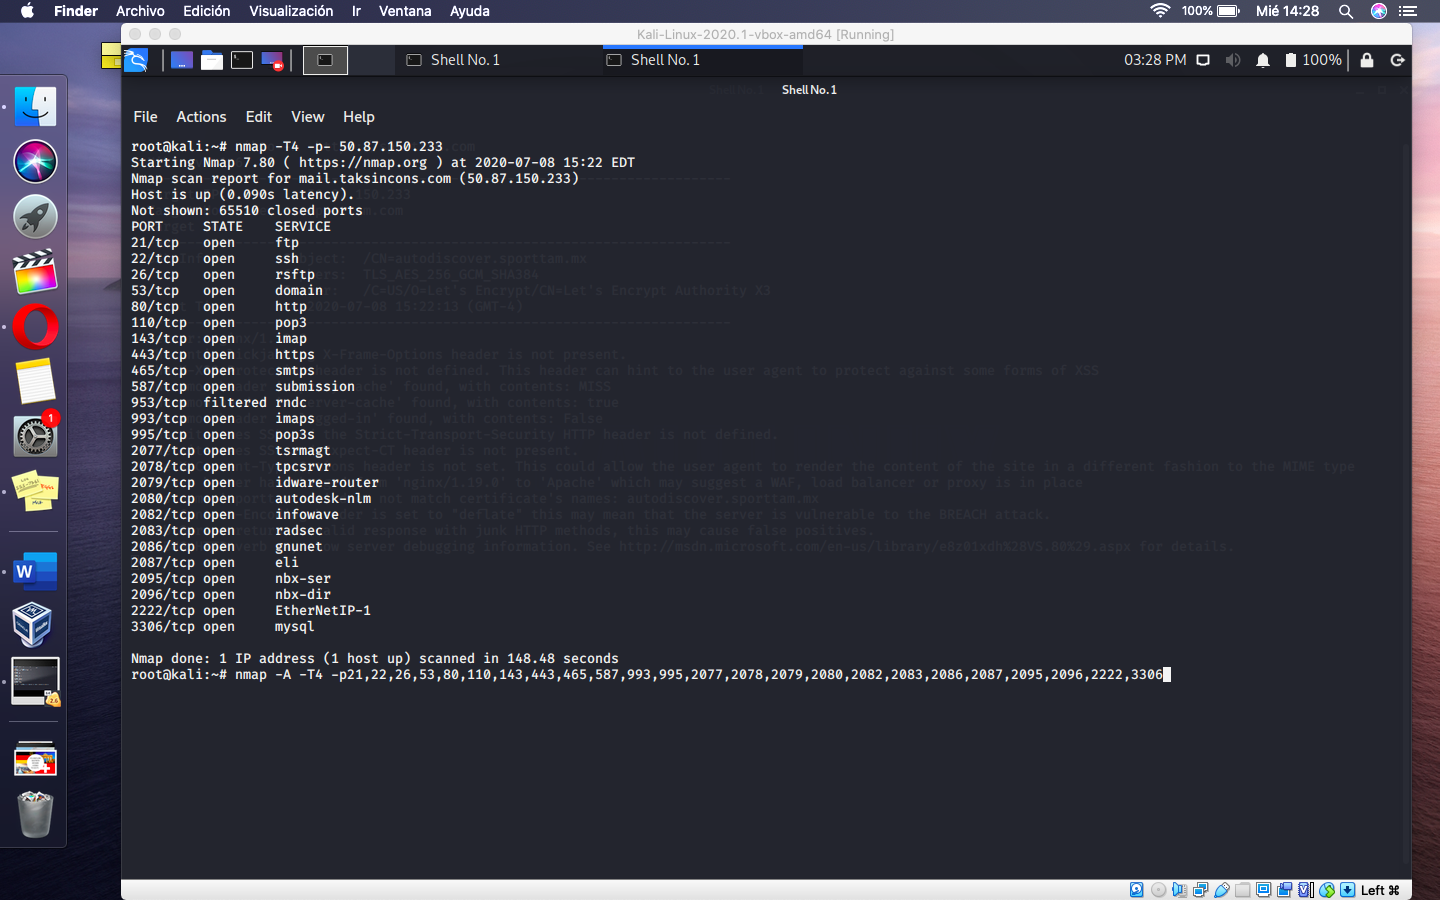 Finder Archivo Edición Visualización Ir Ventana Ayuda 100% Mié 14:28
Kali-Linux-2020.1-vbox-amd64 [Running]
Shell No. 1 Shell No. 1 03:28 PM 100%
Shell No. 1
File Actions Edit View Help
root@kali:~# nmap -T4 -p- 50.87.150.233
Starting Nmap 7.80 ( https://nmap.org ) at 2020-07-08 15:22 EDT
Nmap scan report for mail.taksincons.com (50.87.150.233)
Host is up (0.090s latency).
Not shown: 65510 closed ports
PORT STATE SERVICE
21/tcp open ftp
22/tcp open ssh
26/tcp open rsftp
53/tcp open domain
80/tcp open http
110/tcp open pop3
143/tcp open imap
443/tcp open https
465/tcp open smtps
587/tcp open submission
953/tcp filtered rndc
993/tcp open imaps
995/tcp open pop3s
2077/tcp open tsrmagt
2078/tcp open tpcsrvr
2079/tcp open idware-router
2080/tcp open autodesk-nlm
2082/tcp open infowave
2083/tcp open radsec
2086/tcp open gnunet
2087/tcp open eli
2095/tcp open nbx-ser
2096/tcp open nbx-dir
2222/tcp open EtherNetIP-1
3306/tcp open mysql
Nmap done: 1 IP address (1 host up) scanned in 148.48 seconds
root@kali:~# nmap -A -T4 -p21,22,26,53,80,110,143,443,465,587,993,995,2077,2078,2079,2080,2082,2083,2086,2087,2095,2096,2222,3306
Left ⌘